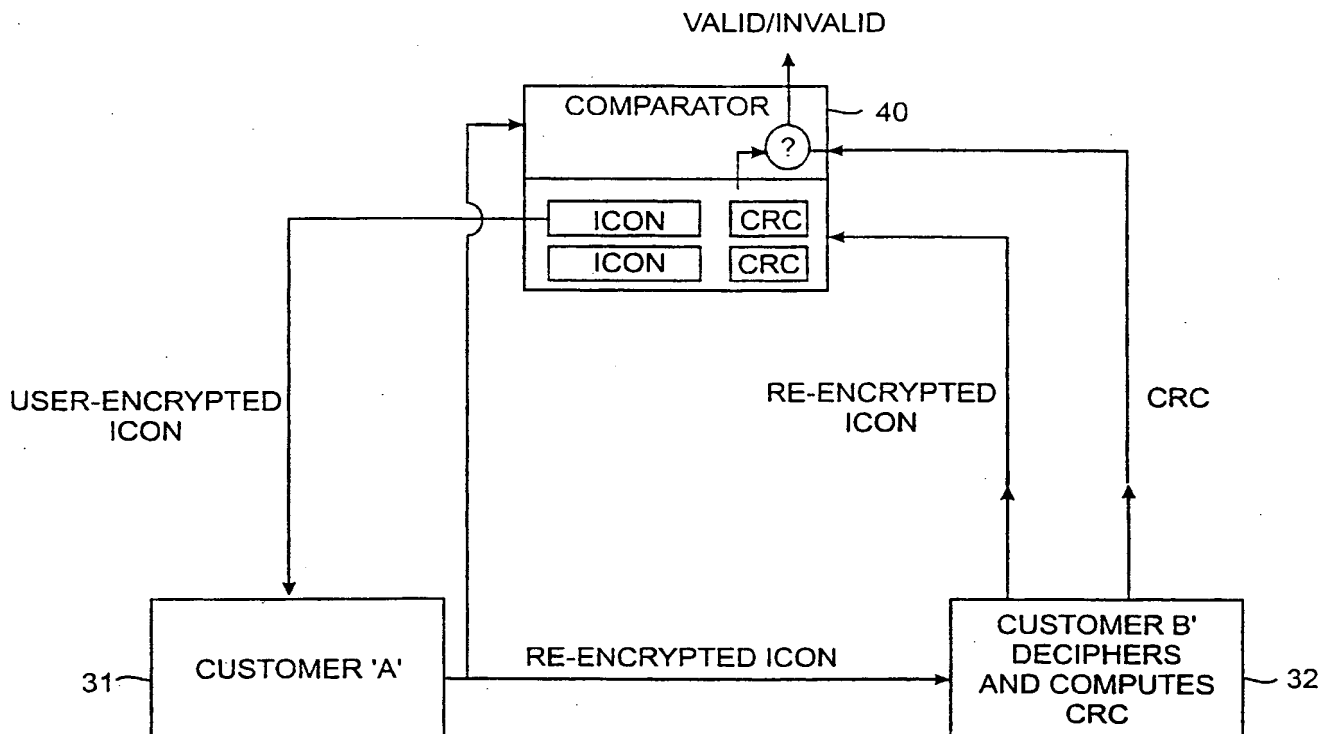 VALID/INVALID
COMPARATOR
40
?
ICON
CRC
ICON
CRC
USER-ENCRYPTED
ICON
RE-ENCRYPTED
ICON
CRC
31
CUSTOMER 'A'
RE-ENCRYPTED ICON
CUSTOMER B'
DECIPHERS
AND COMPUTES
CRC
32